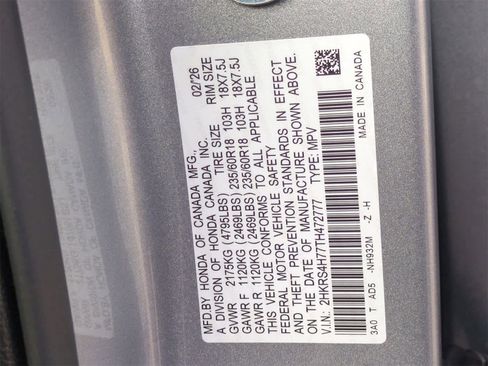 MFD.BY HONDA OF CANADA MFG., 02/26
A DIVISION OF HONDA CANADA INC.
TIRE SIZE RIM SIZE
GVWR 2175KG (4795LBS)
GAWR F 1120KG (2469LBS) 235/60R18 103H 18X7.5J
GAWR R 1120KG (2469LBS) 235/60R18 103H 18X7.5J
THIS VEHICLE CONFORMS TO ALL APPLICABLE
FEDERAL MOTOR VEHICLE SAFETY
AND THEFT PREVENTION STANDARDS IN EFFECT
ON THE DATE OF MANUFACTURE SHOWN ABOVE.
V.I.N.: 2HKRS4H77TH472777 TYPE: MPV
3A0 T AD5 -NH932M -Z -H MADE IN CANADA